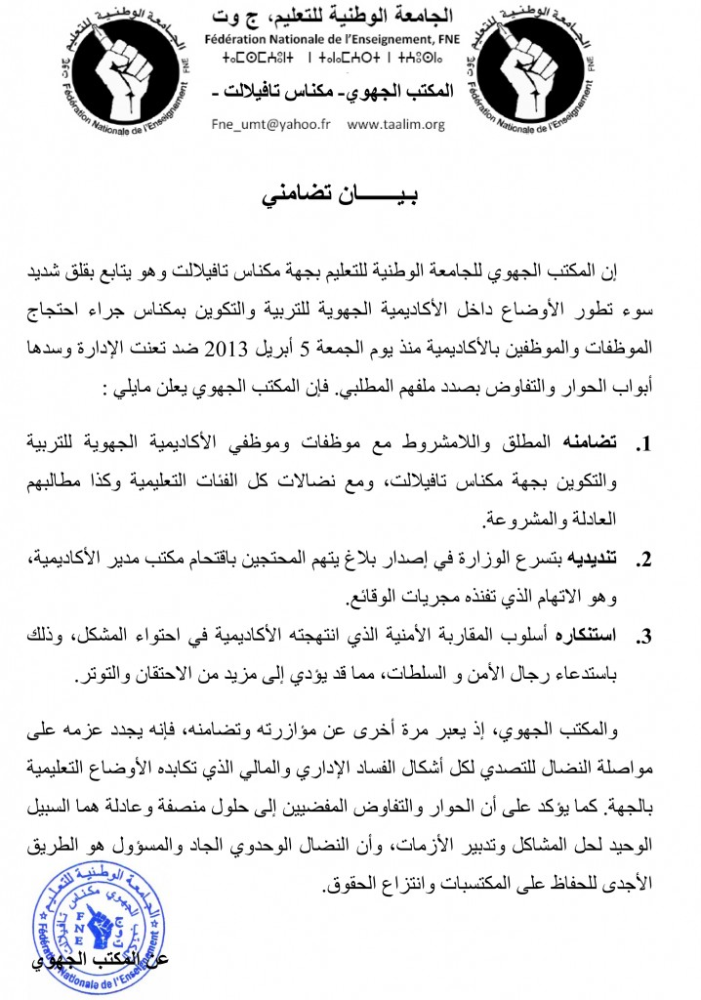 الجامعة الوطنية للتعليم، ج وت
Fédération Nationale de l’Enseignement, FNE
ⵜⴰⵎⵙⵎⵓⵏⵜ ⵏ ⵜⴰⵏⴰⵎⵓⵔⵜ ⵏ ⵜⵓⵙⵏⴰ
المكتب الجهوي- مكناس تافيلالت -
Fne_umt@yahoo.fr www.taalim.org
الجامعة الوطنية للتعليم ج وت
FNE
Fédération Nationale de l'Enseignement
الجامعة الوطنية للتعليم ج وت
FNE
Fédération Nationale de l'Enseignement
بـيـــــــان تضامني
إن المكتب الجهوي للجامعة الوطنية للتعليم بجهة مكناس تافيلالت وهو يتابع بقلق شديد
سوء تطور الأوضاع داخل الأكاديمية الجهوية للتربية والتكوين بمكناس جراء احتجاج
الموظفات والموظفين بالأكاديمية منذ يوم الجمعة 5 أبريل 2013 ضد تعنت الإدارة وسدها
أبواب الحوار والتفاوض بصدد ملفهم المطلبي. فإن المكتب الجهوي يعلن مايلي :
1. تضامنه المطلق واللامشروط مع موظفات وموظفي الأكاديمية الجهوية للتربية
والتكوين بجهة مكناس تافيلالت، ومع نضالات كل الفئات التعليمية وكذا مطالبهم
العادلة والمشروعة.
2. تنديديه بتسرع الوزارة في إصدار بلاغ يتهم المحتجين باقتحام مكتب مدير الأكاديمية،
وهو الاتهام الذي تفنذه مجريات الوقائع.
3. استنكاره أسلوب المقاربة الأمنية الذي انتهجته الأكاديمية في احتواء المشكل، وذلك
باستدعاء رجال الأمن و السلطات، مما قد يؤدي إلى مزيد من الاحتقان والتوتر.
والمكتب الجهوي، إذ يعبر مرة أخرى عن مؤازرته وتضامنه، فإنه يجدد عزمه على
مواصلة النضال للتصدي لكل أشكال الفساد الإداري والمالي الذي تكابده الأوضاع التعليمية
بالجهة. كما يؤكد على أن الحوار والتفاوض المفضيين إلى حلول منصفة وعادلة هما السبيل
الوحيد لحل المشاكل وتدبير الأزمات، وأن النضال الوحدوي الجاد والمسؤول هو الطريق
الأجدى للحفاظ على المكتسبات وانتزاع الحقوق.
عن المكتب الجهوي
الجامعة الوطنية للتعليم
المكتب الجهوي مكناس تافيلالت
FNE
Fédération Nationale de l'Enseignement